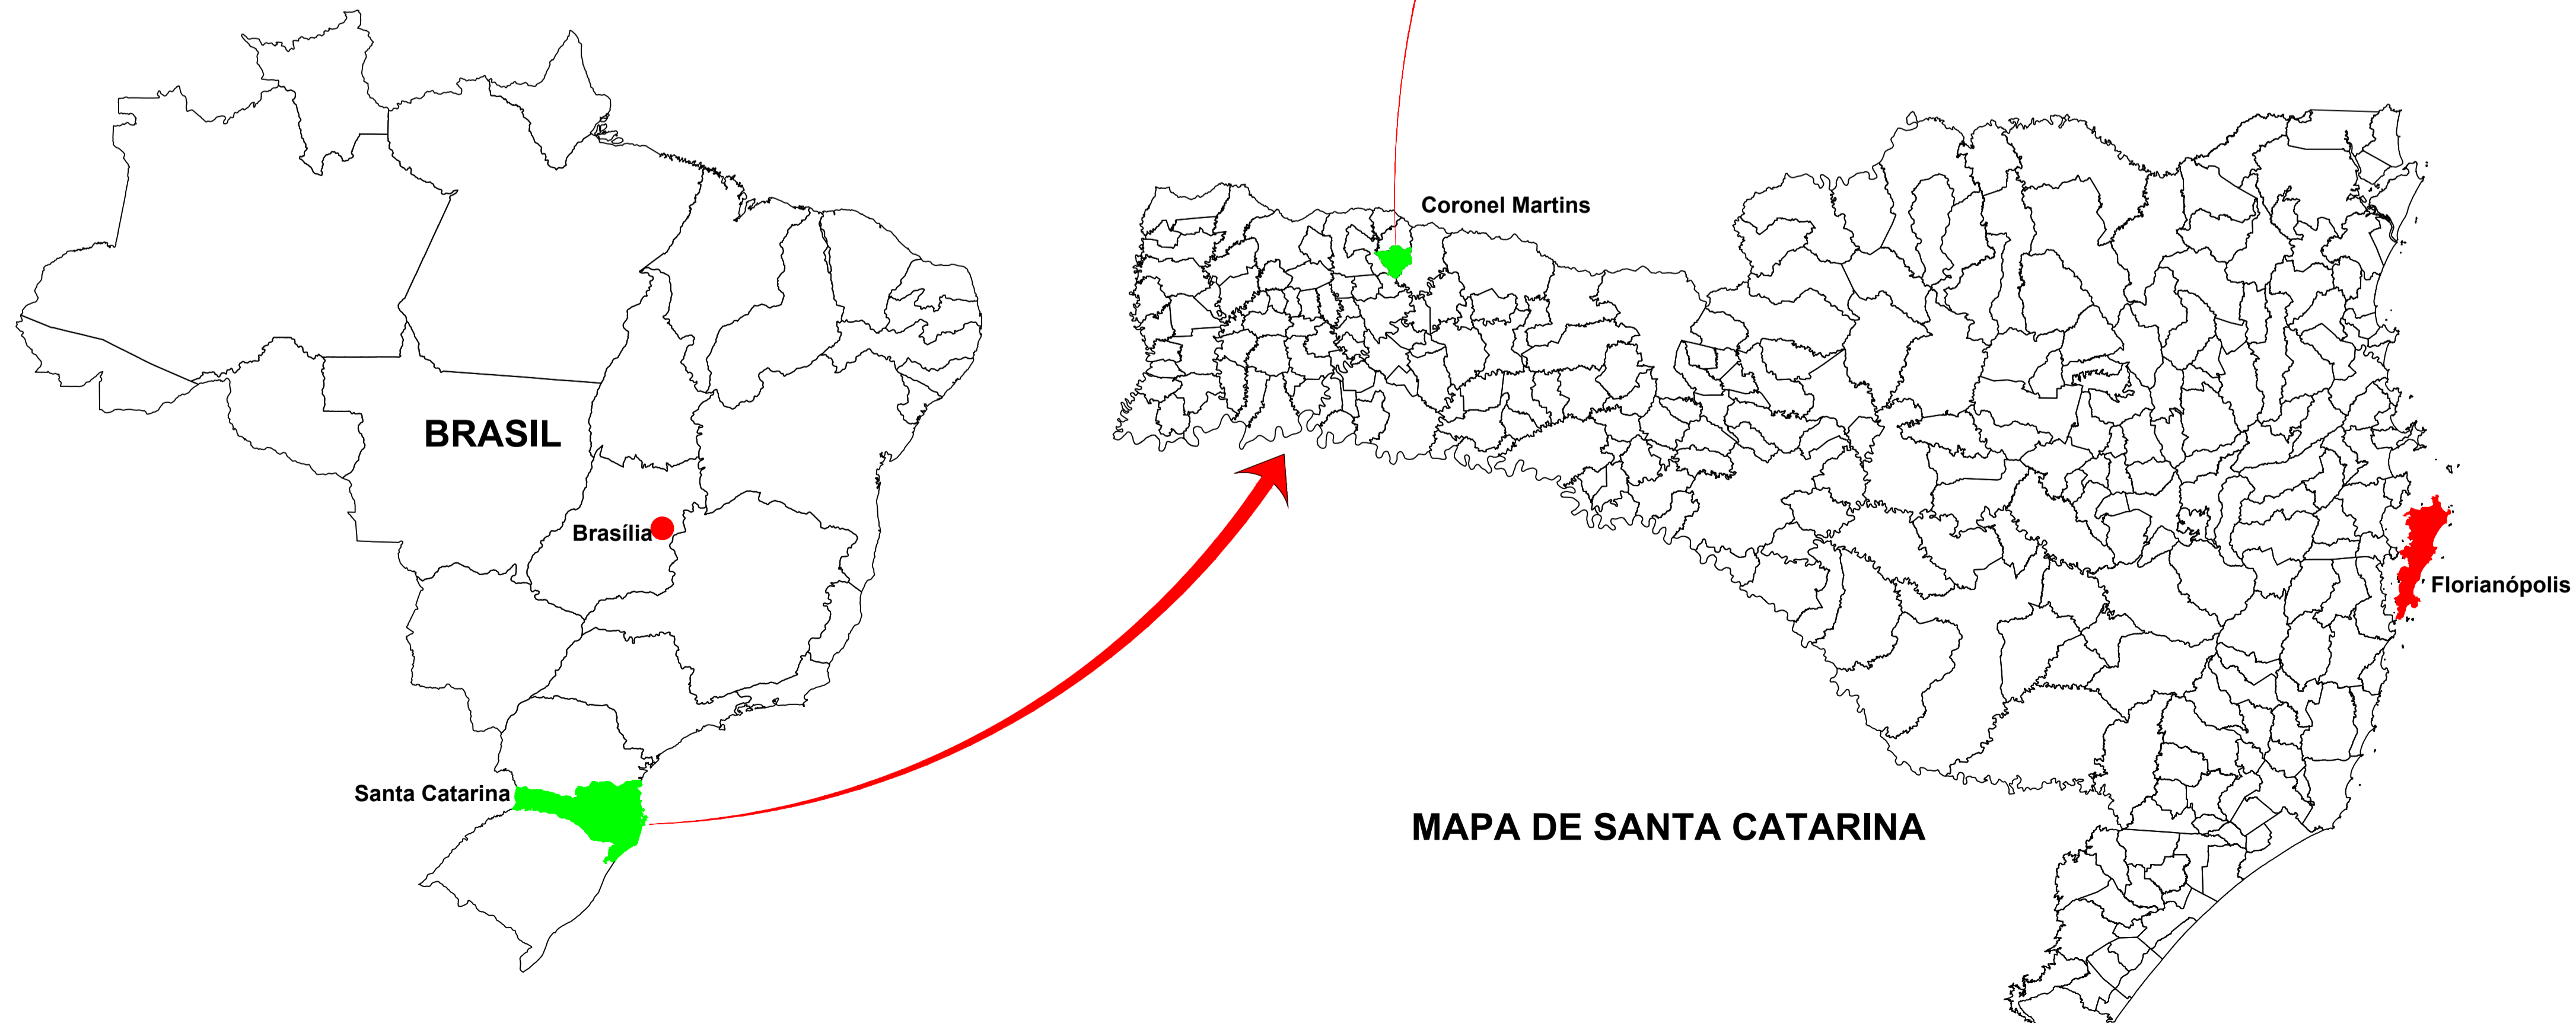 BRASIL
Brasília
Santa Catarina
Coronel Martins
Florianópolis
MAPA DE SANTA CATARINA